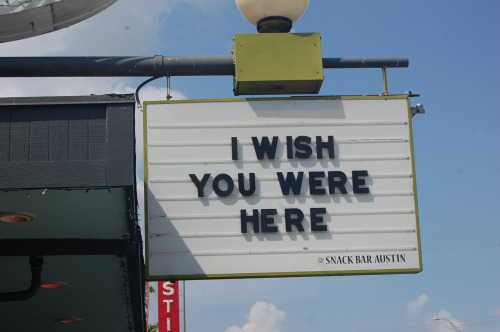 I WISH
YOU WERE
HERE
@ SNACK BAR AUSTIN
STI